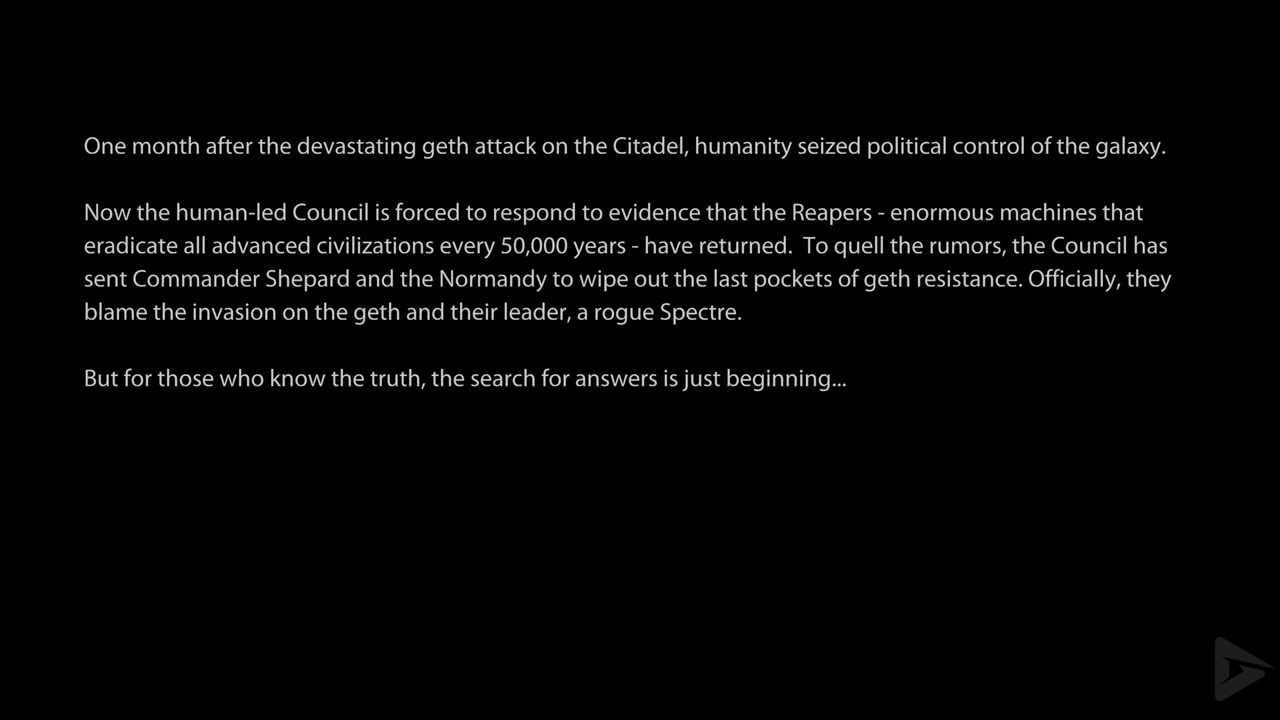 One month after the devastating geth attack on the Citadel, humanity seized political control of the galaxy.
Now the human-led Council is forced to respond to evidence that the Reapers - enormous machines that
eradicate all advanced civilizations every 50,000 years - have returned.  To quell the rumors, the Council has
sent Commander Shepard and the Normandy to wipe out the last pockets of geth resistance. Officially, they
blame the invasion on the geth and their leader, a rogue Spectre.
But for those who know the truth, the search for answers is just beginning...